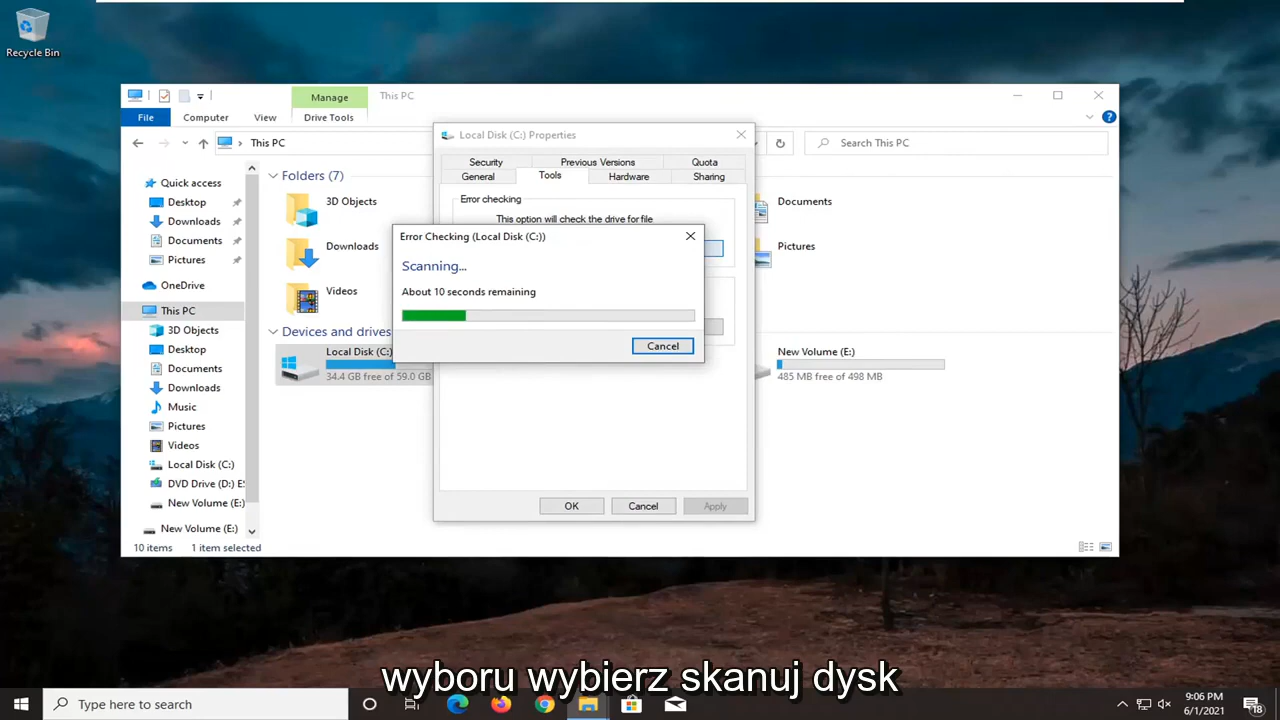 Recycle Bin
Manage
This PC
File
Computer
View
Drive Tools
This PC
Search This PC
Quick access
Desktop
Downloads
Documents
Pictures
OneDrive
This PC
3D Objects
Desktop
Documents
Downloads
Music
Pictures
Videos
Local Disk (C:)
DVD Drive (D:) ES
New Volume (E:)
New Volume (E:)
10 items
1 item selected
Folders (7)
3D Objects
Downloads
Videos
Documents
Pictures
Devices and drives
Local Disk (C:)
34.4 GB free of 59.0 GB
New Volume (E:)
485 MB free of 498 MB
Local Disk (C:) Properties
Security
Previous Versions
Quota
General
Tools
Hardware
Sharing
Error checking
This option will check the drive for file
Error Checking (Local Disk (C:))
Scanning...
About 10 seconds remaining
Cancel
OK
Cancel
Apply
wyboru wybierz skanuj dysk
Type here to search
9:06 PM
6/1/2021
18